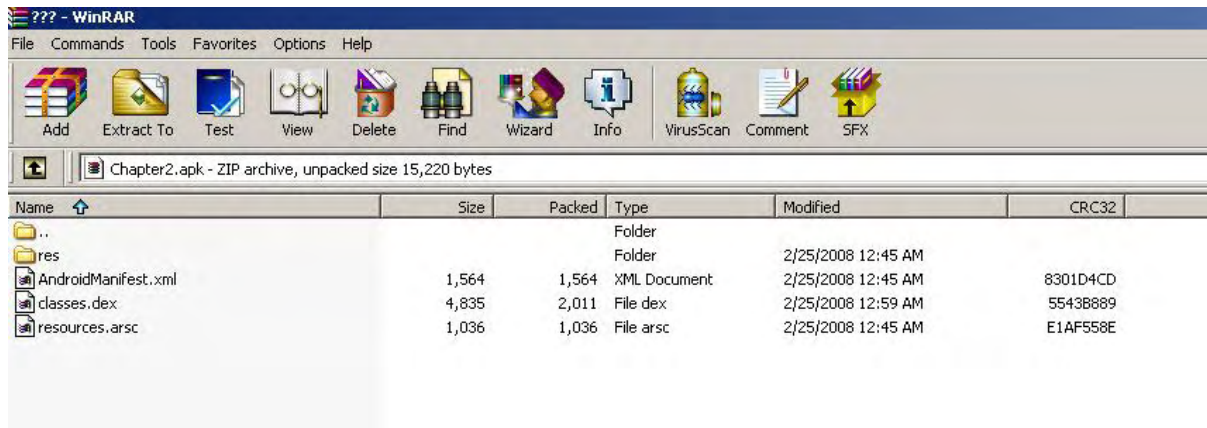 ??? - WinRAR
File Commands Tools Favorites Options Help
Add Extract To Test View Delete Find Wizard Info VirusScan Comment SFX
Chapter2.apk - ZIP archive, unpacked size 15,220 bytes
Name Size Packed Type Modified CRC32
.. Folder
res Folder 2/25/2008 12:45 AM
AndroidManifest.xml 1,564 1,564 XML Document 2/25/2008 12:45 AM 8301D4CD
classes.dex 4,835 2,011 File dex 2/25/2008 12:59 AM 5543B889
resources.arsc 1,036 1,036 File arsc 2/25/2008 12:45 AM E1AF558E